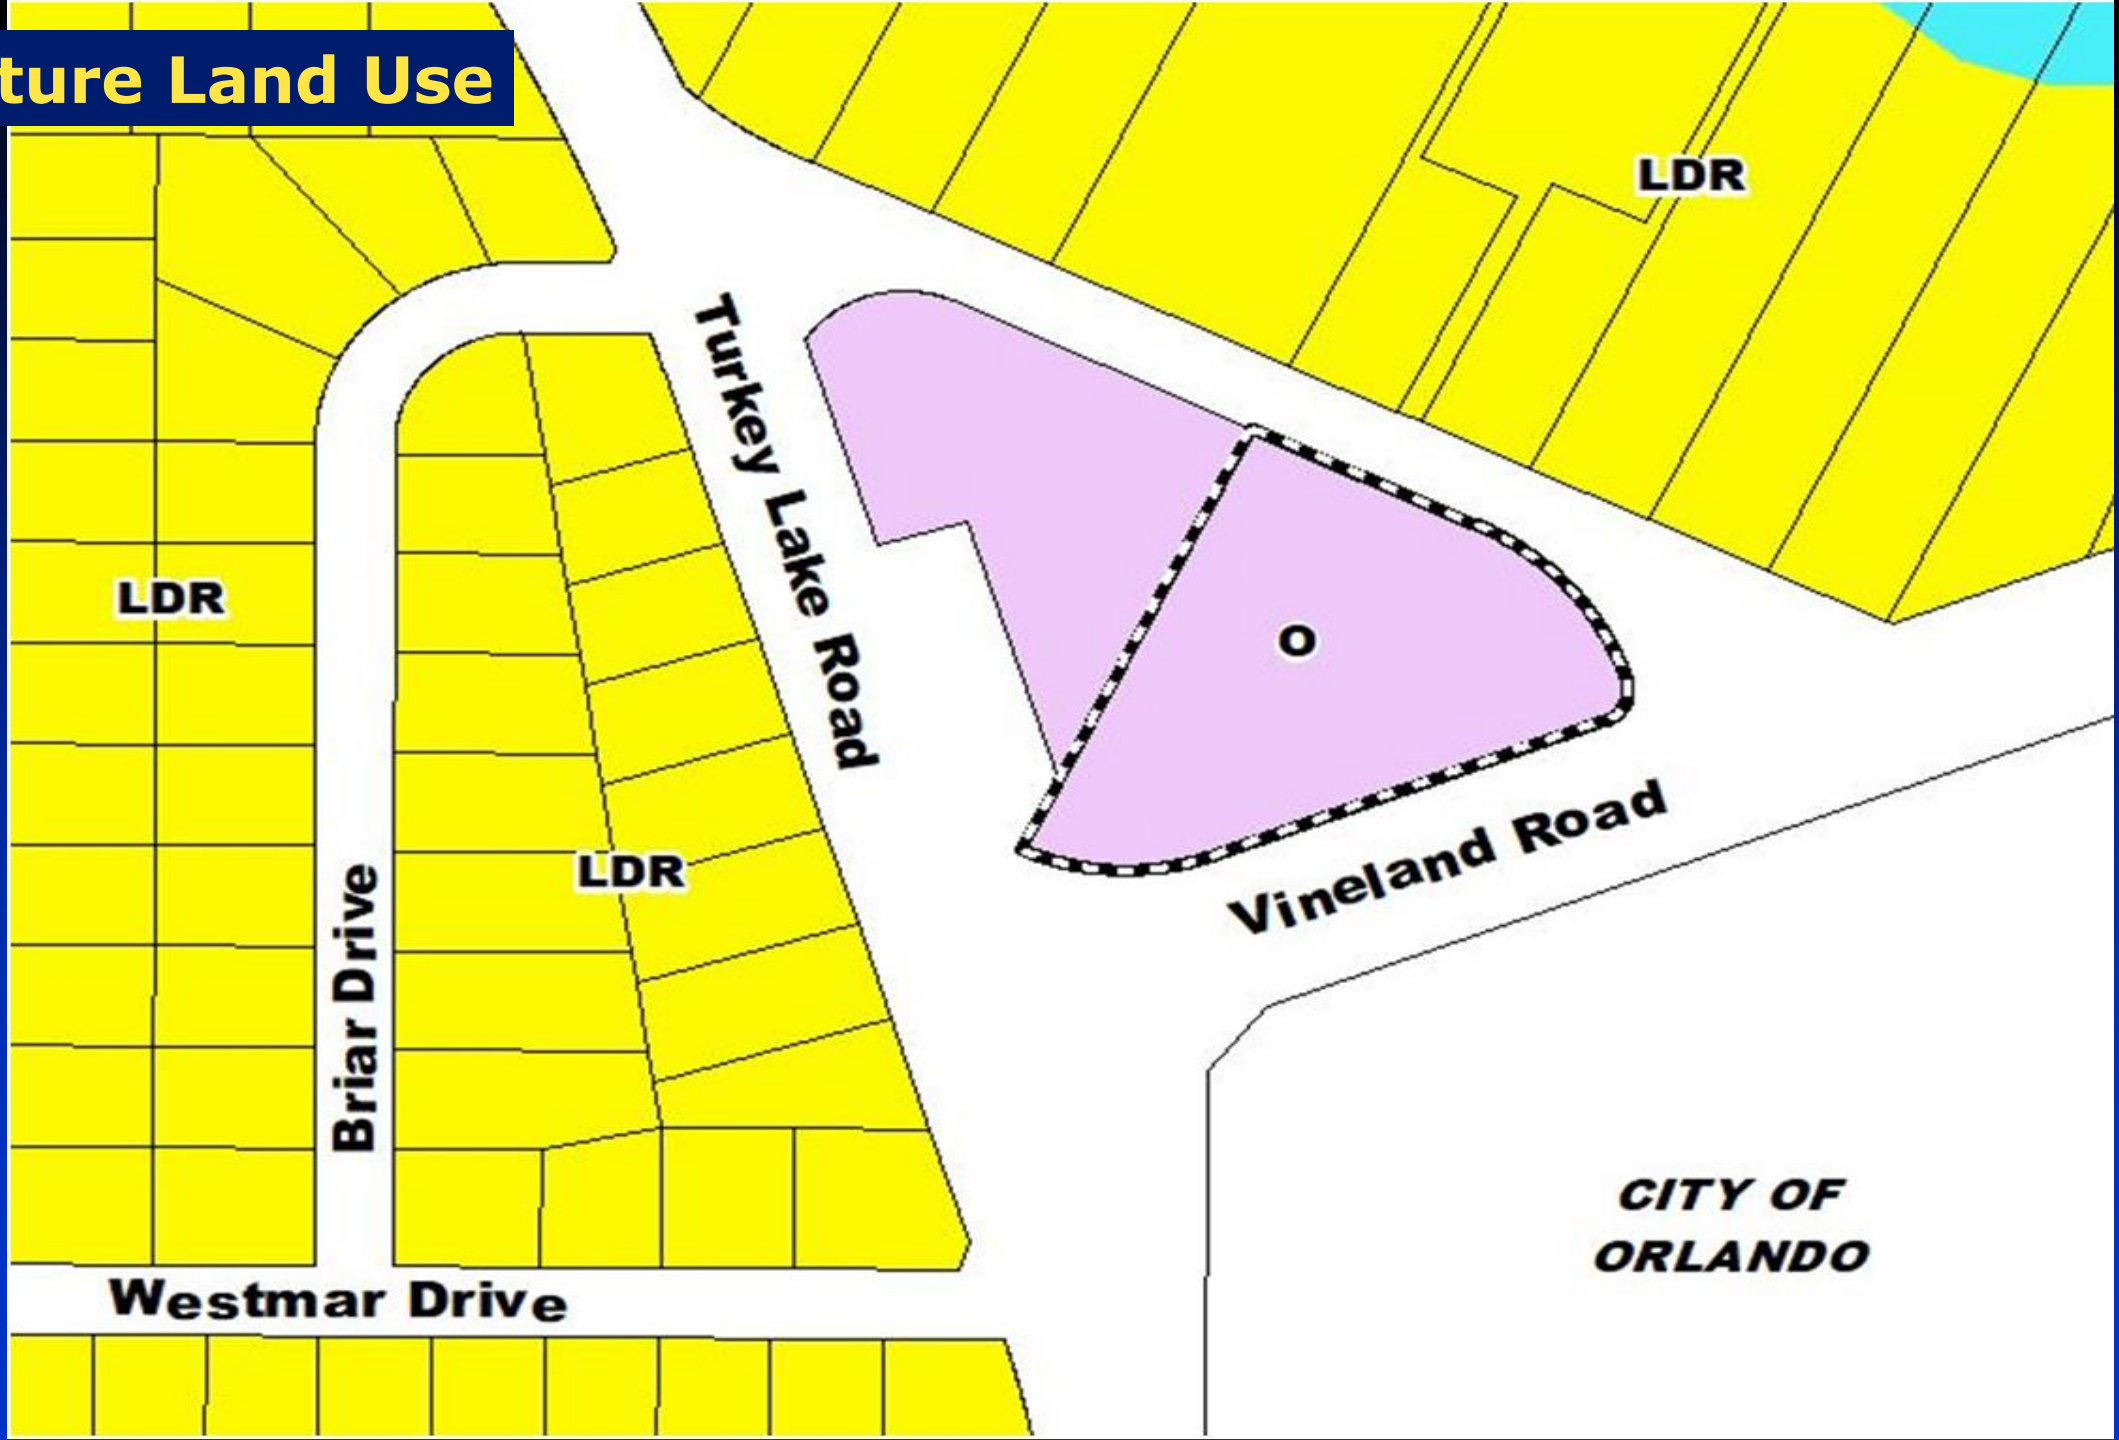 ture Land Use
LDR
Turkey Lake Road
LDR
O
Vineland Road
LDR
Briar Drive
CITY OF
ORLANDO
Westmar Drive